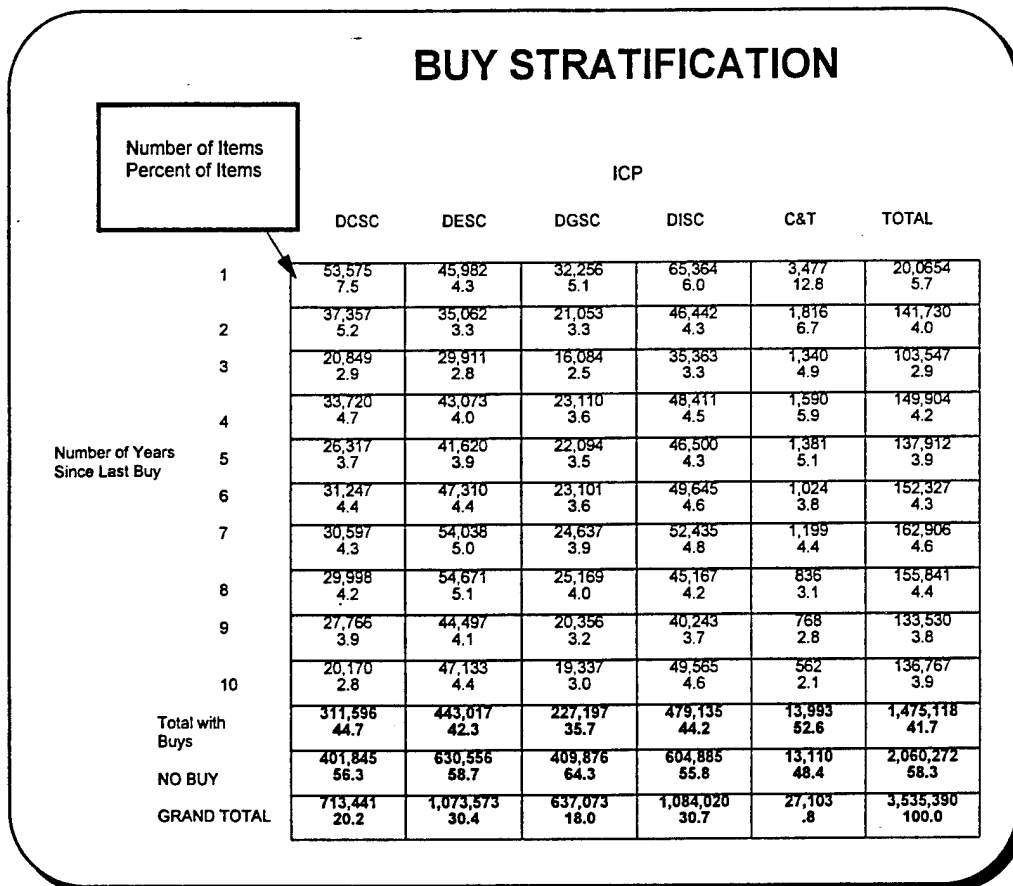 BUY STRATIFICATION
Number of Items
Percent of Items
ICP
DCSC DESC DGSC DISC C&T TOTAL
1 53,575 45,982 32,256 65,364 3,477 20,0654
7.5 4.3 5.1 6.0 12.8 5.7
2 37,357 35,062 21,053 46,442 1,816 141,730
5.2 3.3 3.3 4.3 6.7 4.0
3 20,849 29,911 16,084 35,363 1,340 103,547
2.9 2.8 2.5 3.3 4.9 2.9
4 33,720 43,073 23,110 48,411 1,590 149,904
4.7 4.0 3.6 4.5 5.9 4.2
Number of Years
Since Last Buy
5 26,317 41,620 22,094 46,500 1,381 137,912
3.7 3.9 3.5 4.3 5.1 3.9
6 31,247 47,310 23,101 49,645 1,024 152,327
4.4 4.4 3.6 4.6 3.8 4.3
7 30,597 54,038 24,637 52,435 1,199 162,906
4.3 5.0 3.9 4.8 4.4 4.6
8 29,998 54,671 25,169 45,167 836 155,841
4.2 5.1 4.0 4.2 3.1 4.4
9 27,766 44,497 20,356 40,243 768 133,530
3.9 4.1 3.2 3.7 2.8 3.8
10 20,170 47,133 19,337 49,565 562 136,767
2.8 4.4 3.0 4.6 2.1 3.9
Total with
Buys
311,596 443,017 227,197 479,135 13,993 1,475,118
44.7 42.3 35.7 44.2 52.6 41.7
NO BUY 401,845 630,556 409,876 604,885 13,110 2,060,272
56.3 58.7 64.3 55.8 48.4 58.3
GRAND TOTAL 713,441 1,073,573 637,073 1,084,020 27,103 3,535,390
20.2 30.4 18.0 30.7 .8 100.0